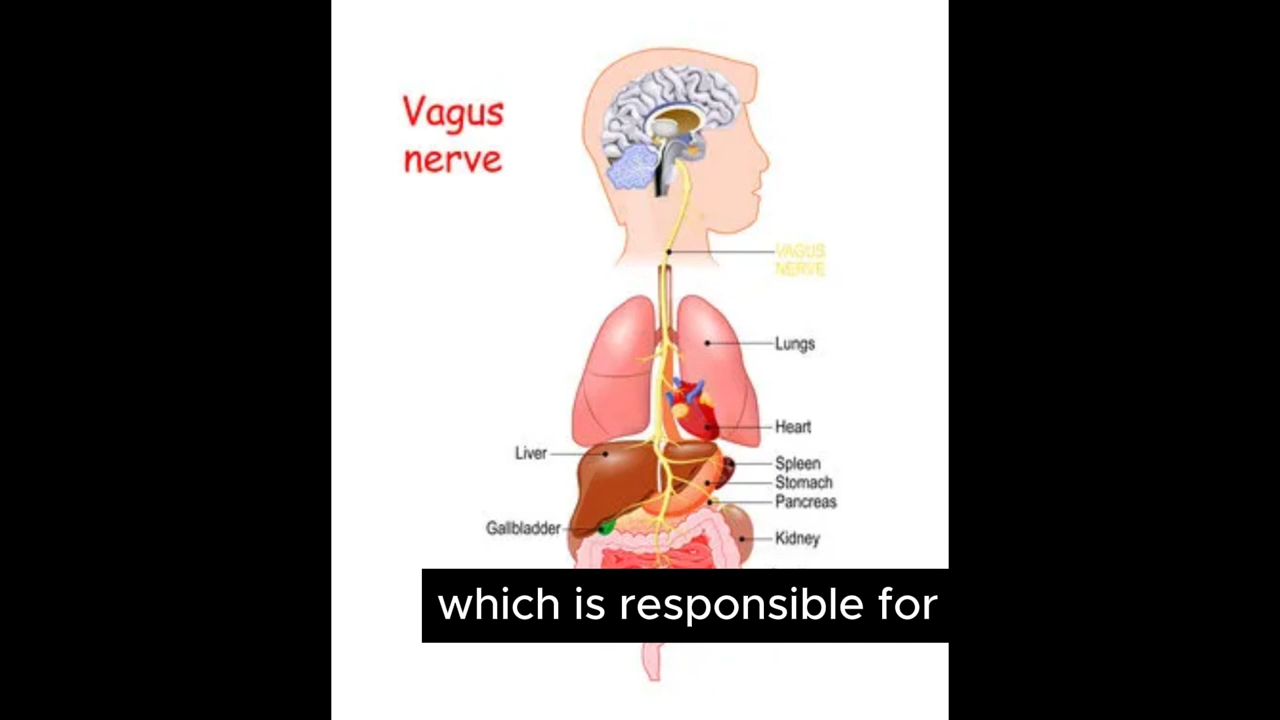 Vagus
nerve
VAGUS
NERVE
Lungs
Heart
Liver
Spleen
Stomach
Pancreas
Gallbladder
Kidney
which is responsible for